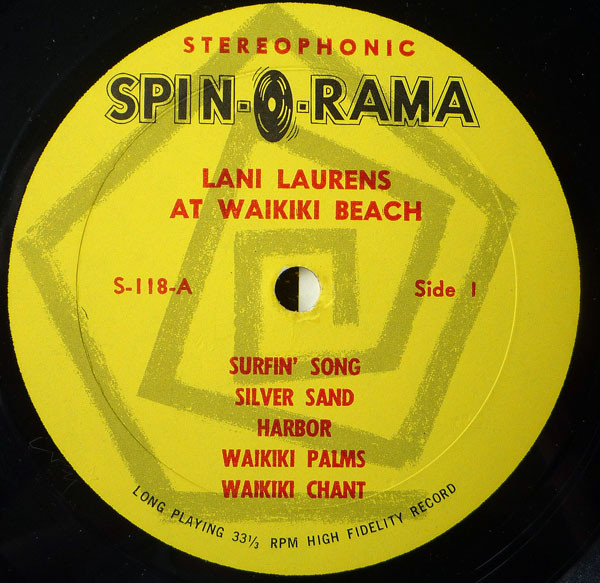 STEREOPHONIC
SPIN-O-RAMA
LANI LAURENS
AT WAIKIKI BEACH
S-118-A
Side 1
SURFIN' SONG
SILVER SAND
HARBOR
WAIKIKI PALMS
WAIKIKI CHANT
LONG PLAYING 33⅓ RPM HIGH FIDELITY RECORD